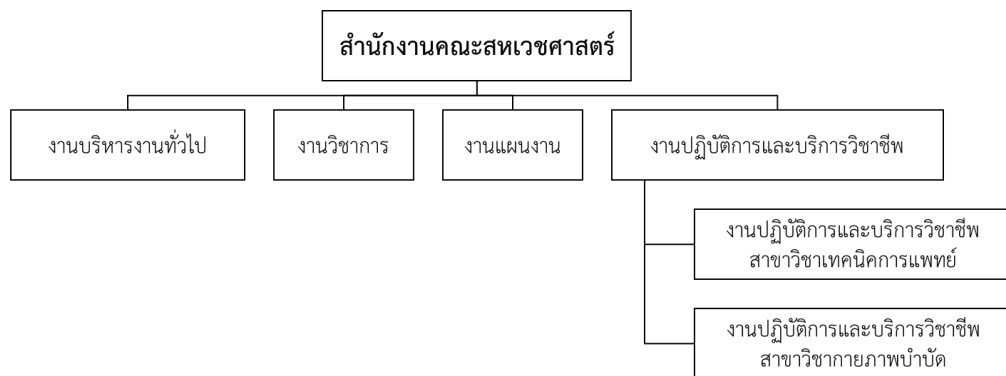 สำนักงานคณะสหเวชศาสตร์
งานบริหารงานทั่วไป
งานวิชาการ
งานแผนงาน
งานปฏิบัติการและบริการวิชาชีพ
งานปฏิบัติการและบริการวิชาชีพ
สาขาวิชาเทคนิคการแพทย์
งานปฏิบัติการและบริการวิชาชีพ
สาขาวิชากายภาพบำบัด